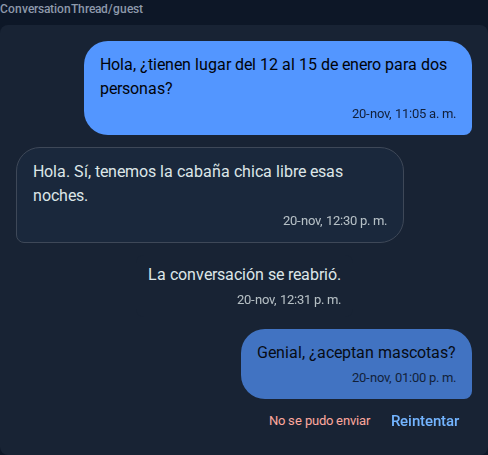 ConversationThread/guest
Hola, ¿tienen lugar del 12 al 15 de enero para dos
personas?
20-nov, 11:05 a. m.
Hola. Sí, tenemos la cabaña chica libre esas
noches.
20-nov, 12:30 p. m.
La conversación se reabrió.
20-nov, 12:31 p. m.
Genial, ¿aceptan mascotas?
20-nov, 01:00 p. m.
No se pudo enviar Reintentar